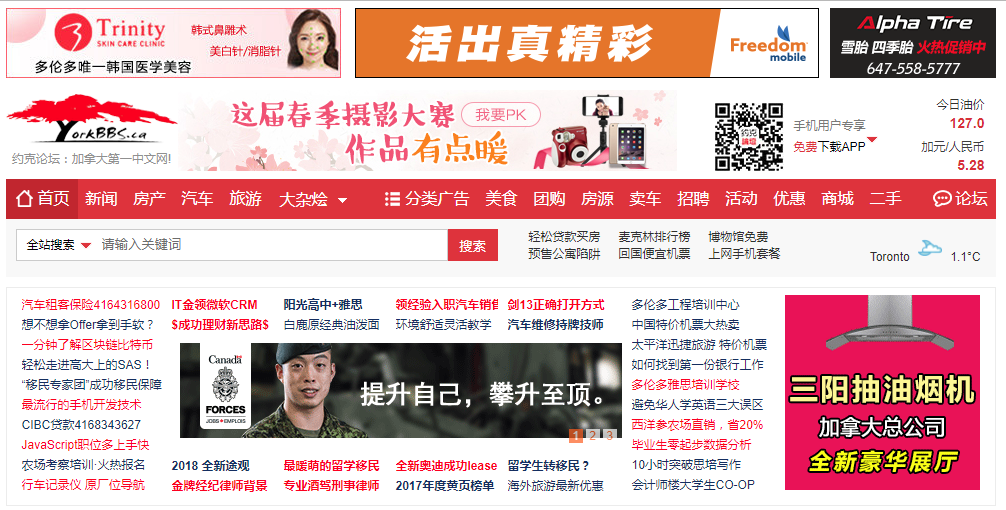 Trinity
SKIN CARE CLINIC
韩式鼻雕术
美白针/消脂针
多伦多唯一韩国医学美容
活出真精彩
Freedom
mobile
Alpha Tire
雪胎 四季胎 火热促销中
647-558-5777
YorkBBS.ca
约克论坛：加拿大第一中文网!
这届春季摄影大赛
我要PK
作品有点暖
约克
论坛
手机用户专享
免费下载APP
今日油价
127.0
加元/人民币
5.28
首页 新闻 房产 汽车 旅游 大杂烩 分类广告 美食 团购 房源 卖车 招聘 活动 优惠 商城 二手 论坛
全站搜索 请输入关键词 搜索
轻松贷款买房 麦克林排行榜 博物馆免费
预售公寓陷阱 回国便宜机票 上网手机套餐
Toronto 1.1°C
汽车租客保险4164316800
想不想拿Offer拿到手软？
一分钟了解区块链比特币
轻松走进高大上的SAS！
“移民专家团”成功移民保障
最流行的手机开发技术
CIBC贷款4168343627
JavaScript职位多上手快
农场考察培训·火热报名
行车记录仪 原厂位导航
IT金领微软CRM 阳光高中+雅思 领经验入职汽车销售 剑13正确打开方式
$成功理财新思路$ 白鹿原经典油泼面 环境舒适灵活教学 汽车维修持牌技师
Canada
FORCES
JOBS EMPLOIS
提升自己，攀升至顶。
1 2 3
2018 全新途观 最暖萌的留学移民 全新奥迪成功lease 留学生转移民？
金牌经纪律师背景 专业酒驾刑事律师 2017年度黄页榜单 海外旅游最新优惠
多伦多工程培训中心
中国特价机票大热卖
太平洋迅捷旅游 特价机票
如何找到第一份银行工作
多伦多雅思培训学校
避免华人学英语三大误区
西洋参农场直销，省20%
毕业生零起步数据分析
10小时突破思培写作
会计师楼大学生CO-OP
三阳抽油烟机
加拿大总公司
全新豪华展厅